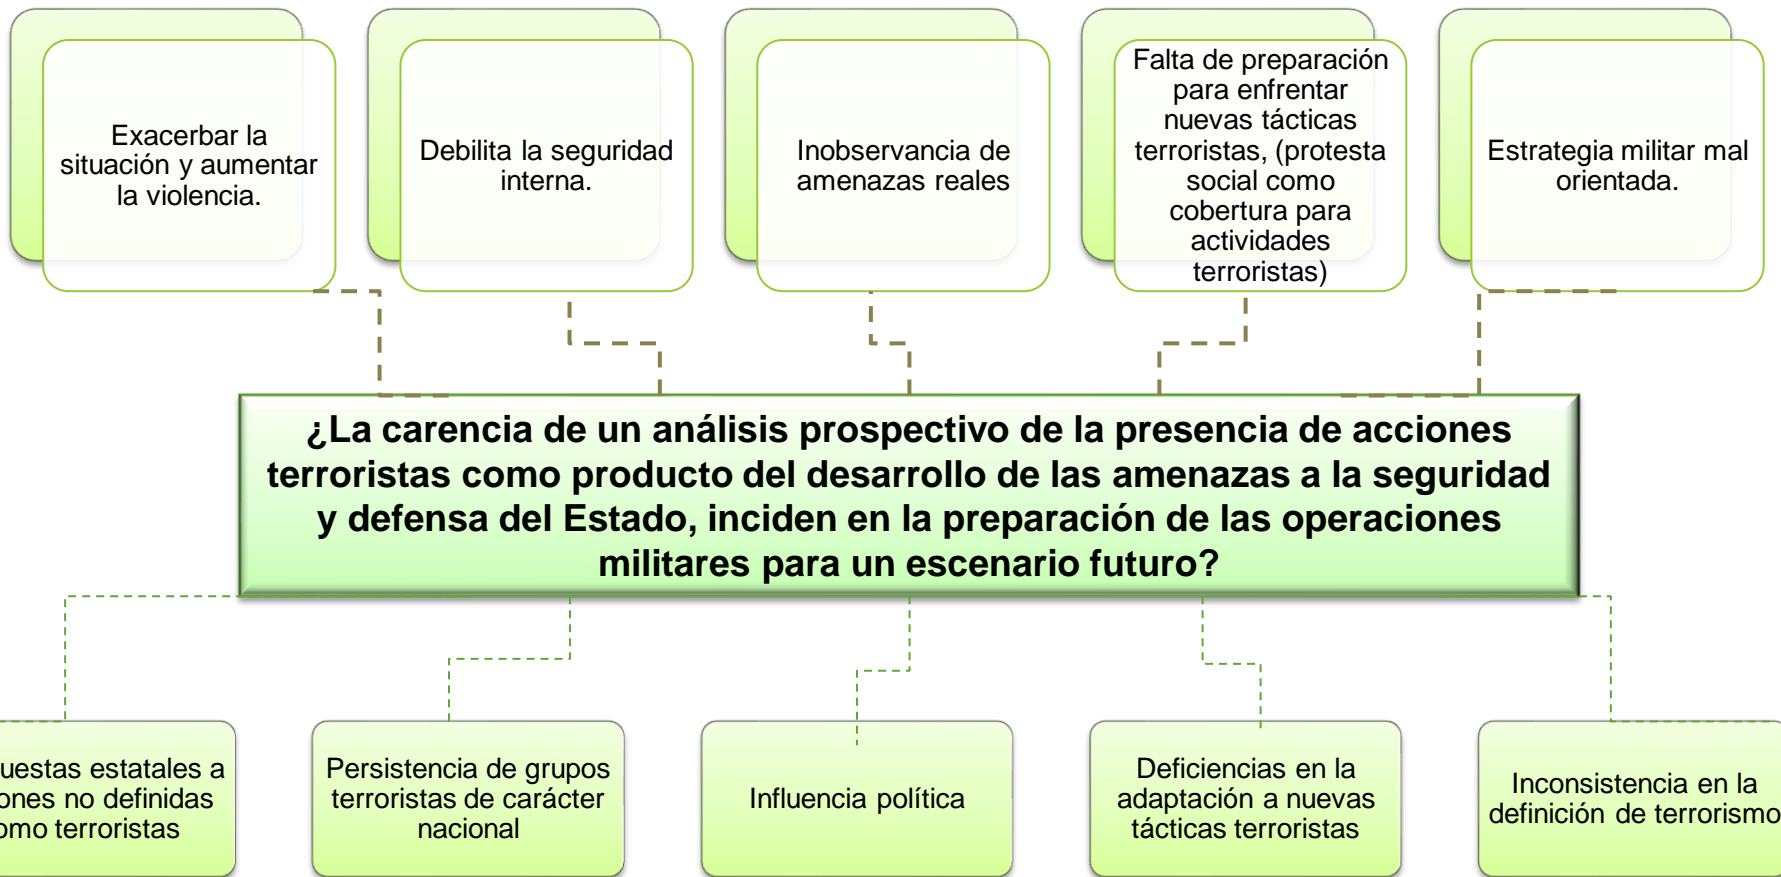 Exacerbar la
situación y aumentar
la violencia.
Debilita la seguridad
interna.
Inobservancia de
amenazas reales
Falta de preparación
para enfrentar
nuevas tácticas
terroristas, (protesta
social como
cobertura para
actividades
terroristas)
Estrategia militar mal
orientada.
¿La carencia de un análisis prospectivo de la presencia de acciones
terroristas como producto del desarrollo de las amenazas a la seguridad
y defensa del Estado, inciden en la preparación de las operaciones
militares para un escenario futuro?
uestas estatales a
ones no definidas
omo terroristas
Persistencia de grupos
terroristas de carácter
nacional
Influencia política
Deficiencias en la
adaptación a nuevas
tácticas terroristas
Inconsistencia en la
definición de terrorismo